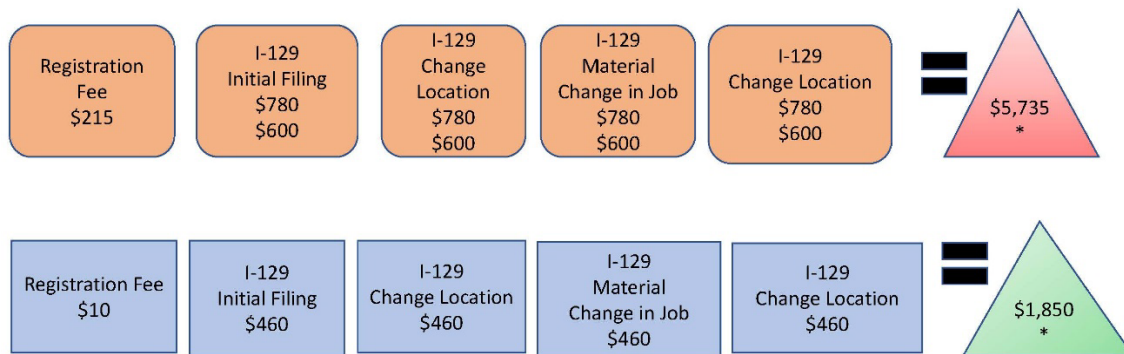 Registration
Fee
$215
I-129
Initial Filing
$780
$600
I-129
Change
Location
$780
$600
I-129
Material
Change in Job
$780
$600
I-129
Change Location
$780
$600
$5,735
*
Registration Fee
$10
I-129
Initial Filing
$460
I-129
Change Location
$460
I-129
Material
Change in Job
$460
I-129
Change Location
$460
$1,850
*